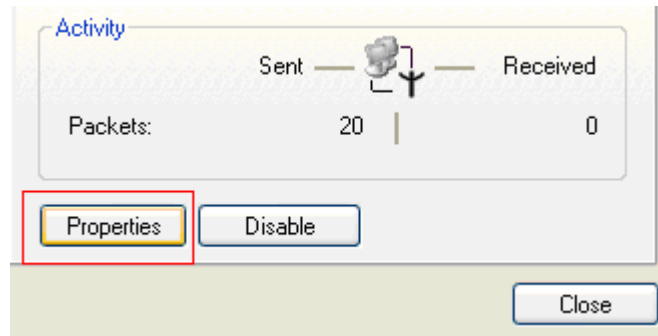 Activity
Sent Received
Packets: 20 0
Properties Disable
Close